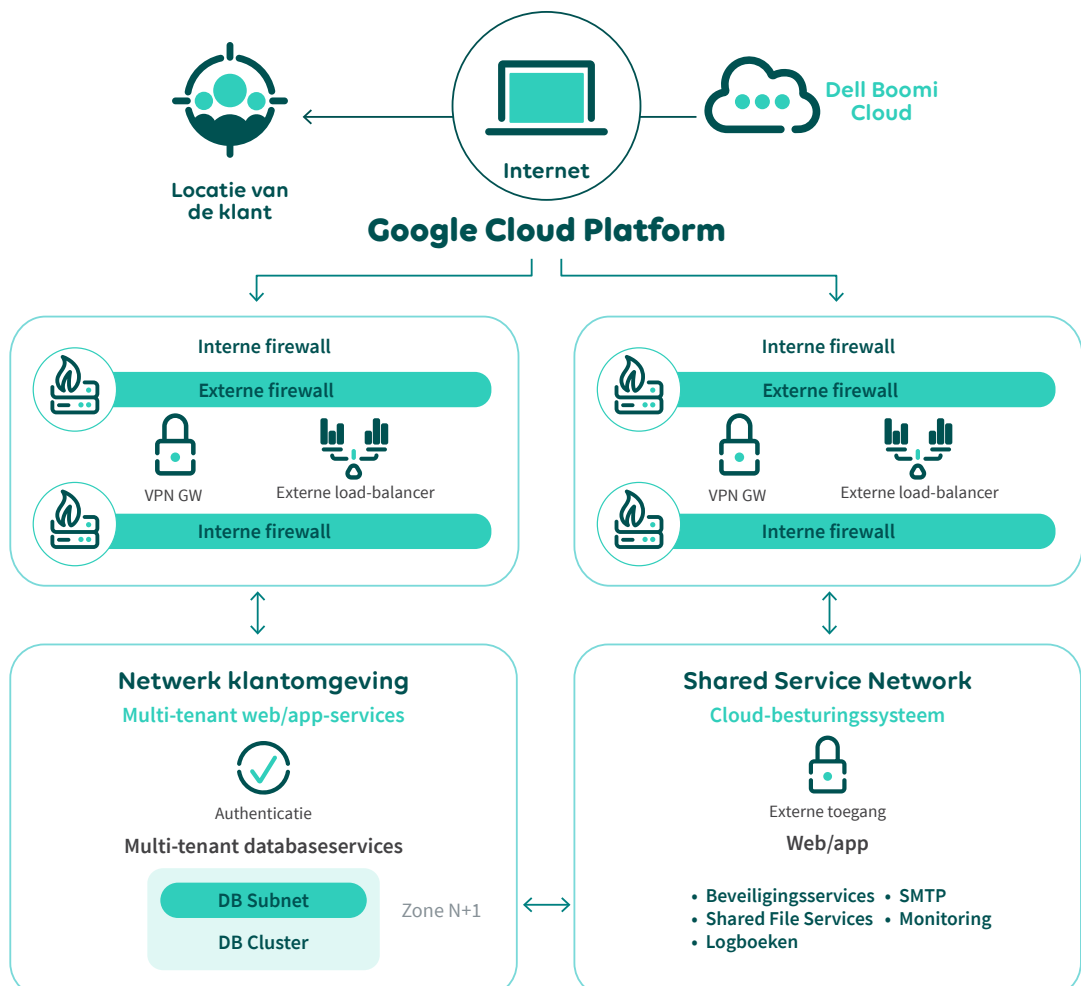 Dell Boomi
Cloud
Internet
Locatie van
de klant
Google Cloud Platform
Interne firewall
Externe firewall
VPN GW
Externe load-balancer
Interne firewall
Interne firewall
Externe firewall
VPN GW
Externe load-balancer
Interne firewall
Netwerk klantomgeving
Multi-tenant web/app-services
Authenticatie
Multi-tenant databaseservices
DB Subnet
DB Cluster
Zone N+1
Shared Service Network
Cloud-besturingssysteem
Externe toegang
Web/app
• Beveiligingsservices • SMTP
• Shared File Services • Monitoring
• Logboeken